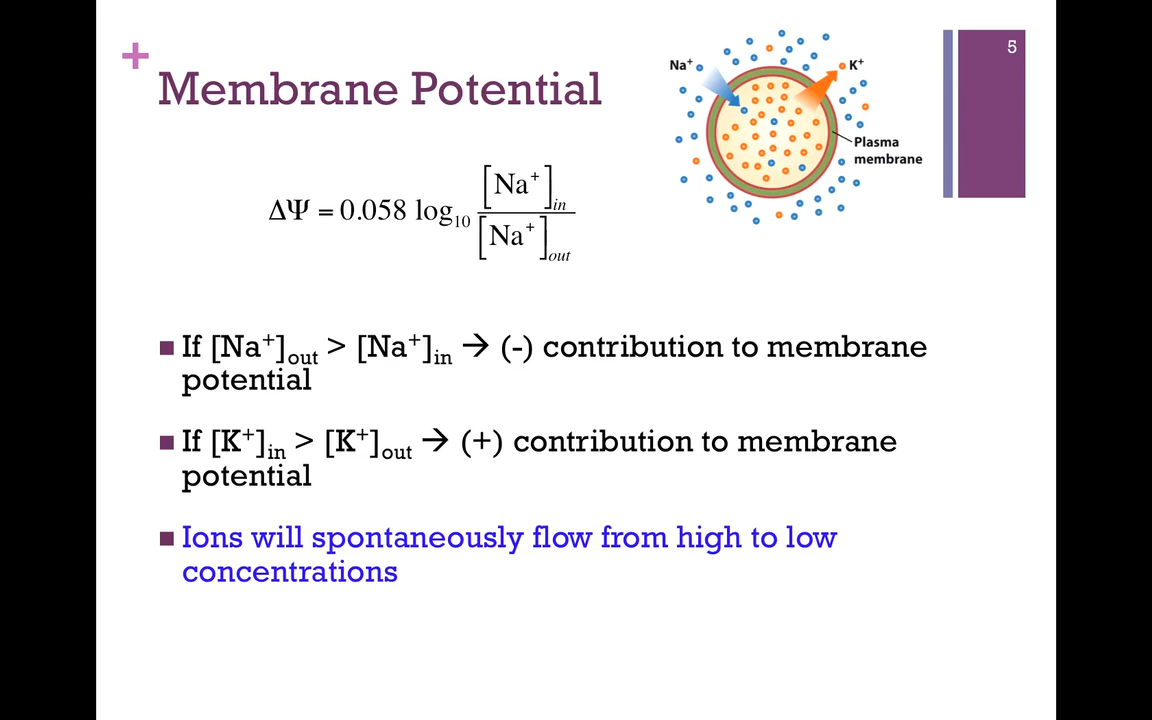 +
Membrane Potential
5
Na⁺
K⁺
Plasma
membrane
ΔΨ = 0.058 log₁₀ [Na⁺]in / [Na⁺]out
■ If [Na⁺]out > [Na⁺]in → (-) contribution to membrane
potential
■ If [K⁺]in > [K⁺]out → (+) contribution to membrane
potential
■ Ions will spontaneously flow from high to low
concentrations